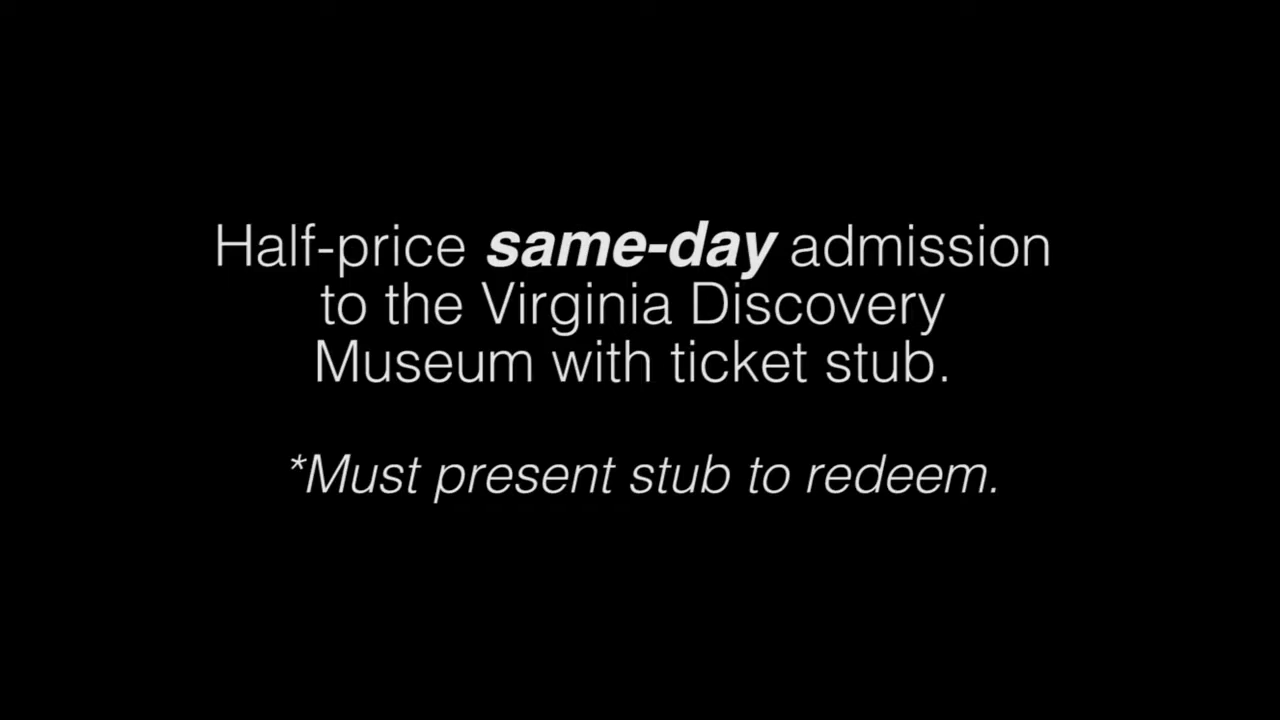 Half-price same-day admission
to the Virginia Discovery
Museum with ticket stub.
*Must present stub to redeem.